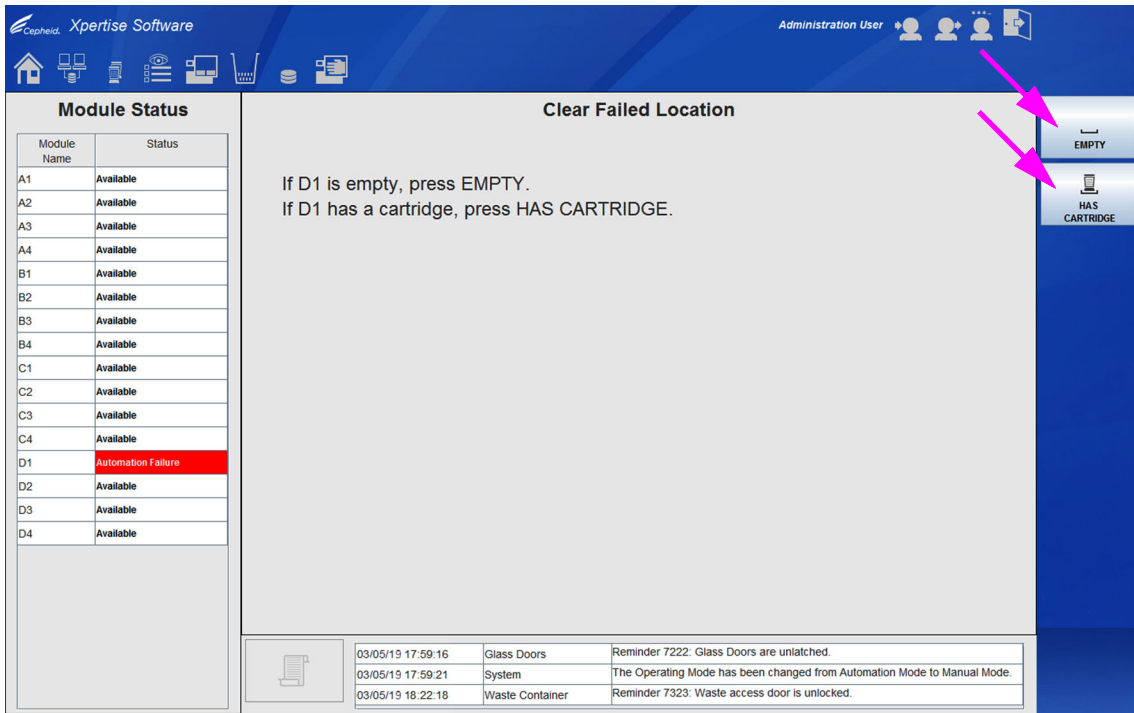 Cepheid. Xpertise Software
Administration User
Module Status
Module Name Status
A1 Available
A2 Available
A3 Available
A4 Available
B1 Available
B2 Available
B3 Available
B4 Available
C1 Available
C2 Available
C3 Available
C4 Available
D1 Automation Failure
D2 Available
D3 Available
D4 Available
Clear Failed Location
If D1 is empty, press EMPTY.
If D1 has a cartridge, press HAS CARTRIDGE.
EMPTY
HAS
CARTRIDGE
03/05/19 17:59:16 Glass Doors Reminder 7222: Glass Doors are unlatched.
03/05/19 17:59:21 System The Operating Mode has been changed from Automation Mode to Manual Mode.
03/05/19 18:22:18 Waste Container Reminder 7323: Waste access door is unlocked.